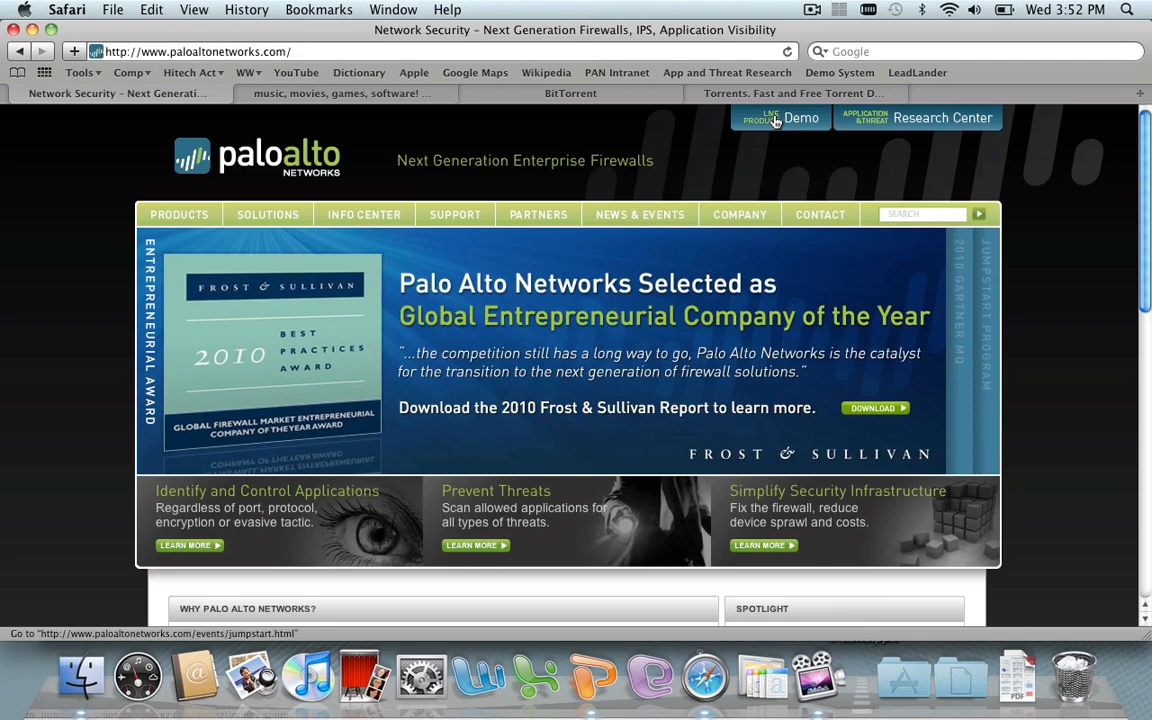 Safari File Edit View History Bookmarks Window Help Wed 3:52 PM
Network Security – Next Generation Firewalls, IPS, Application Visibility
http://www.paloaltonetworks.com/ Google
Tools Comp Hitech Act WW YouTube Dictionary Apple Google Maps Wikipedia PAN Intranet App and Threat Research Demo System LeadLander
Network Security – Next Generati... music, movies, games, software! ... BitTorrent Torrents. Fast and Free Torrent D...
LIVE PRODUCT Demo APPLICATION &THREAT Research Center
paloalto NETWORKS
Next Generation Enterprise Firewalls
PRODUCTS SOLUTIONS INFO CENTER SUPPORT PARTNERS NEWS & EVENTS COMPANY CONTACT SEARCH
ENTREPRENEURIAL AWARD
FROST & SULLIVAN
2010 BEST PRACTICES AWARD
GLOBAL FIREWALL MARKET ENTREPRENEURIAL
COMPANY OF THE YEAR AWARD
Palo Alto Networks Selected as
Global Entrepreneurial Company of the Year
"...the competition still has a long way to go, Palo Alto Networks is the catalyst
for the transition to the next generation of firewall solutions."
Download the 2010 Frost & Sullivan Report to learn more. DOWNLOAD
FROST & SULLIVAN
2010 GARTNER MQ
JUMPSTART PROGRAM
Identify and Control Applications
Regardless of port, protocol,
encryption or evasive tactic.
LEARN MORE
Prevent Threats
Scan allowed applications for
all types of threats.
LEARN MORE
Simplify Security Infrastructure
Fix the firewall, reduce
device sprawl and costs.
LEARN MORE
WHY PALO ALTO NETWORKS? SPOTLIGHT
Go to "http://www.paloaltonetworks.com/events/jumpstart.html"
PDF